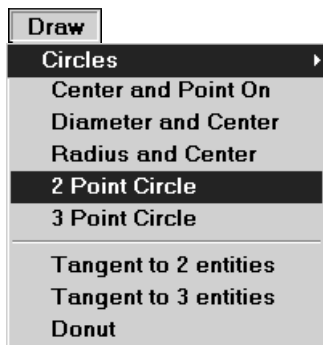 Draw
Circles
Center and Point On
Diameter and Center
Radius and Center
2 Point Circle
3 Point Circle
Tangent to 2 entities
Tangent to 3 entities
Donut